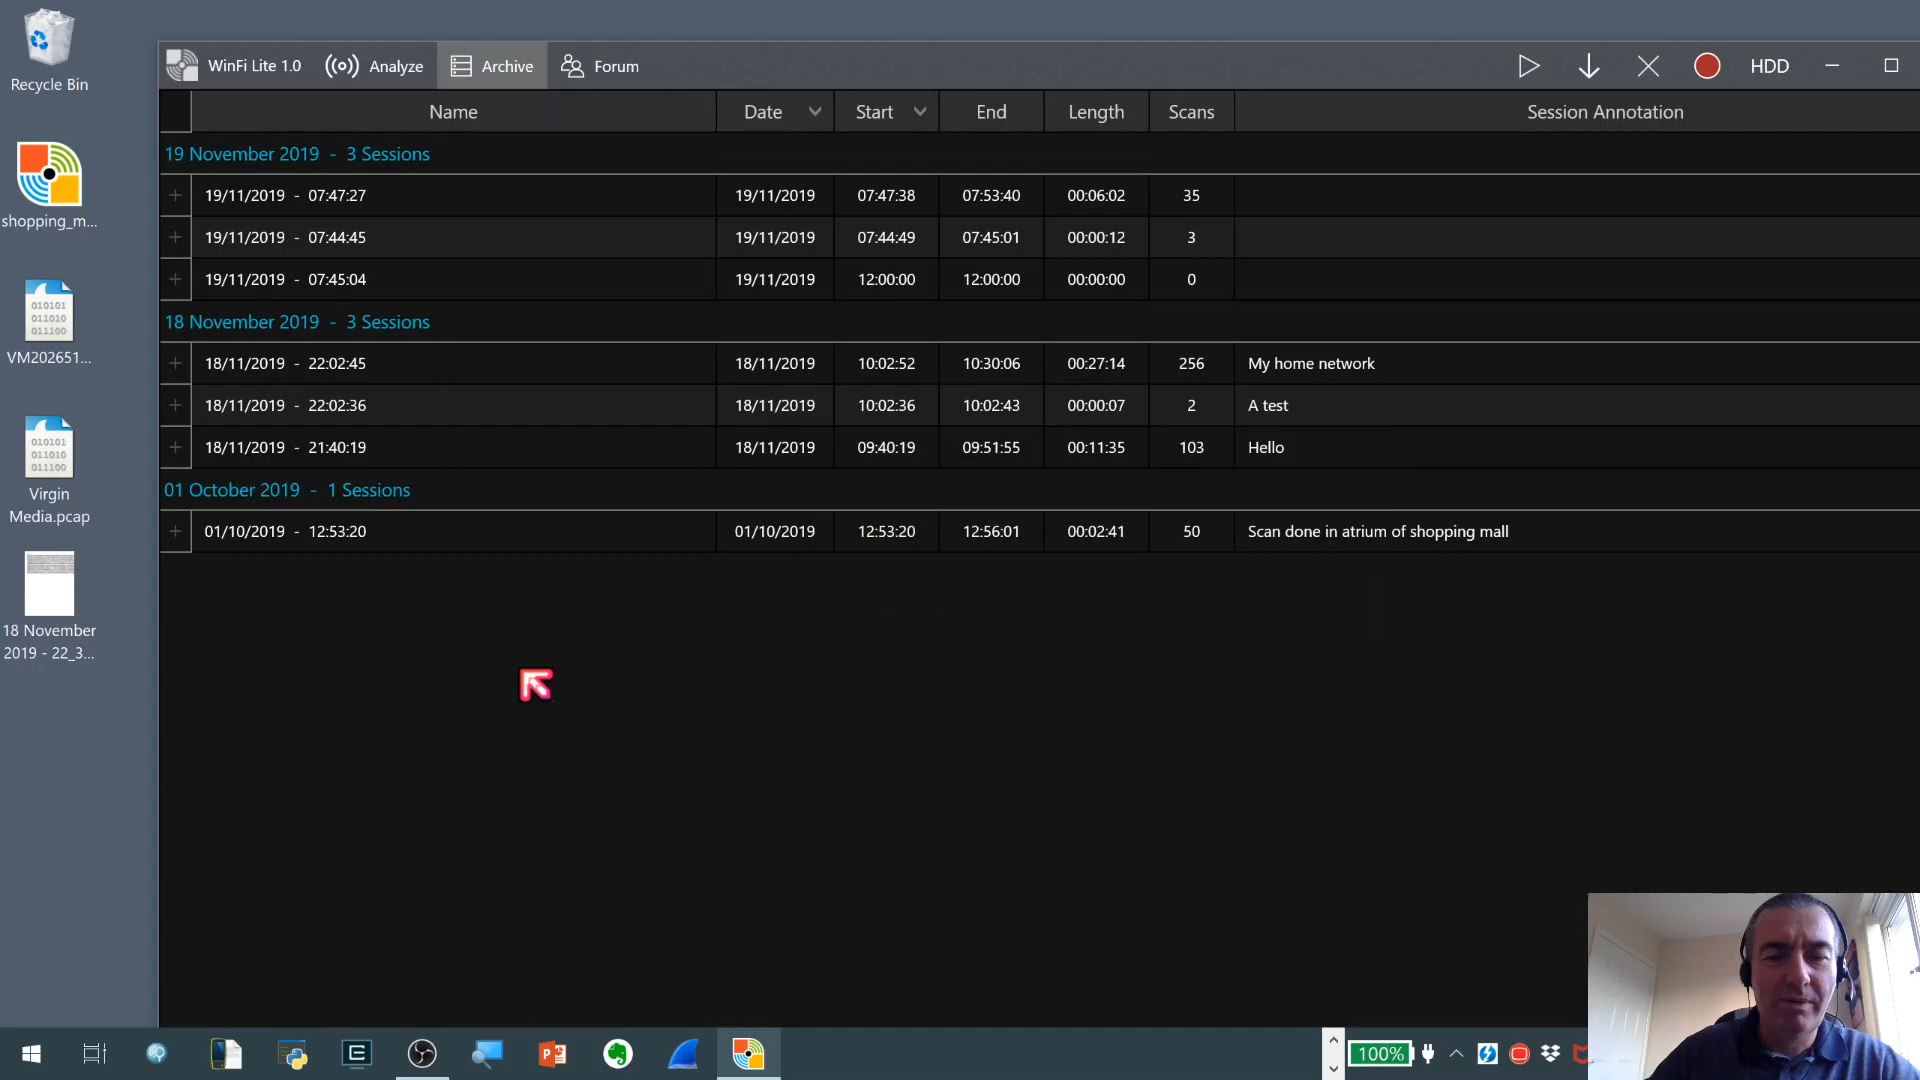 Recycle Bin
shopping_m...
010101
011010
011100
VM202651...
010101
011010
011100
Virgin
Media.pcap
18 November
2019 - 22_3...
WinFi Lite 1.0 Analyze Archive Forum HDD
Name Date Start End Length Scans Session Annotation
19 November 2019 - 3 Sessions
19/11/2019 - 07:47:27 19/11/2019 07:47:38 07:53:40 00:06:02 35
19/11/2019 - 07:44:45 19/11/2019 07:44:49 07:45:01 00:00:12 3
19/11/2019 - 07:45:04 19/11/2019 12:00:00 12:00:00 00:00:00 0
18 November 2019 - 3 Sessions
18/11/2019 - 22:02:45 18/11/2019 10:02:52 10:30:06 00:27:14 256 My home network
18/11/2019 - 22:02:36 18/11/2019 10:02:36 10:02:43 00:00:07 2 A test
18/11/2019 - 21:40:19 18/11/2019 09:40:19 09:51:55 00:11:35 103 Hello
01 October 2019 - 1 Sessions
01/10/2019 - 12:53:20 01/10/2019 12:53:20 12:56:01 00:02:41 50 Scan done in atrium of shopping mall
100%